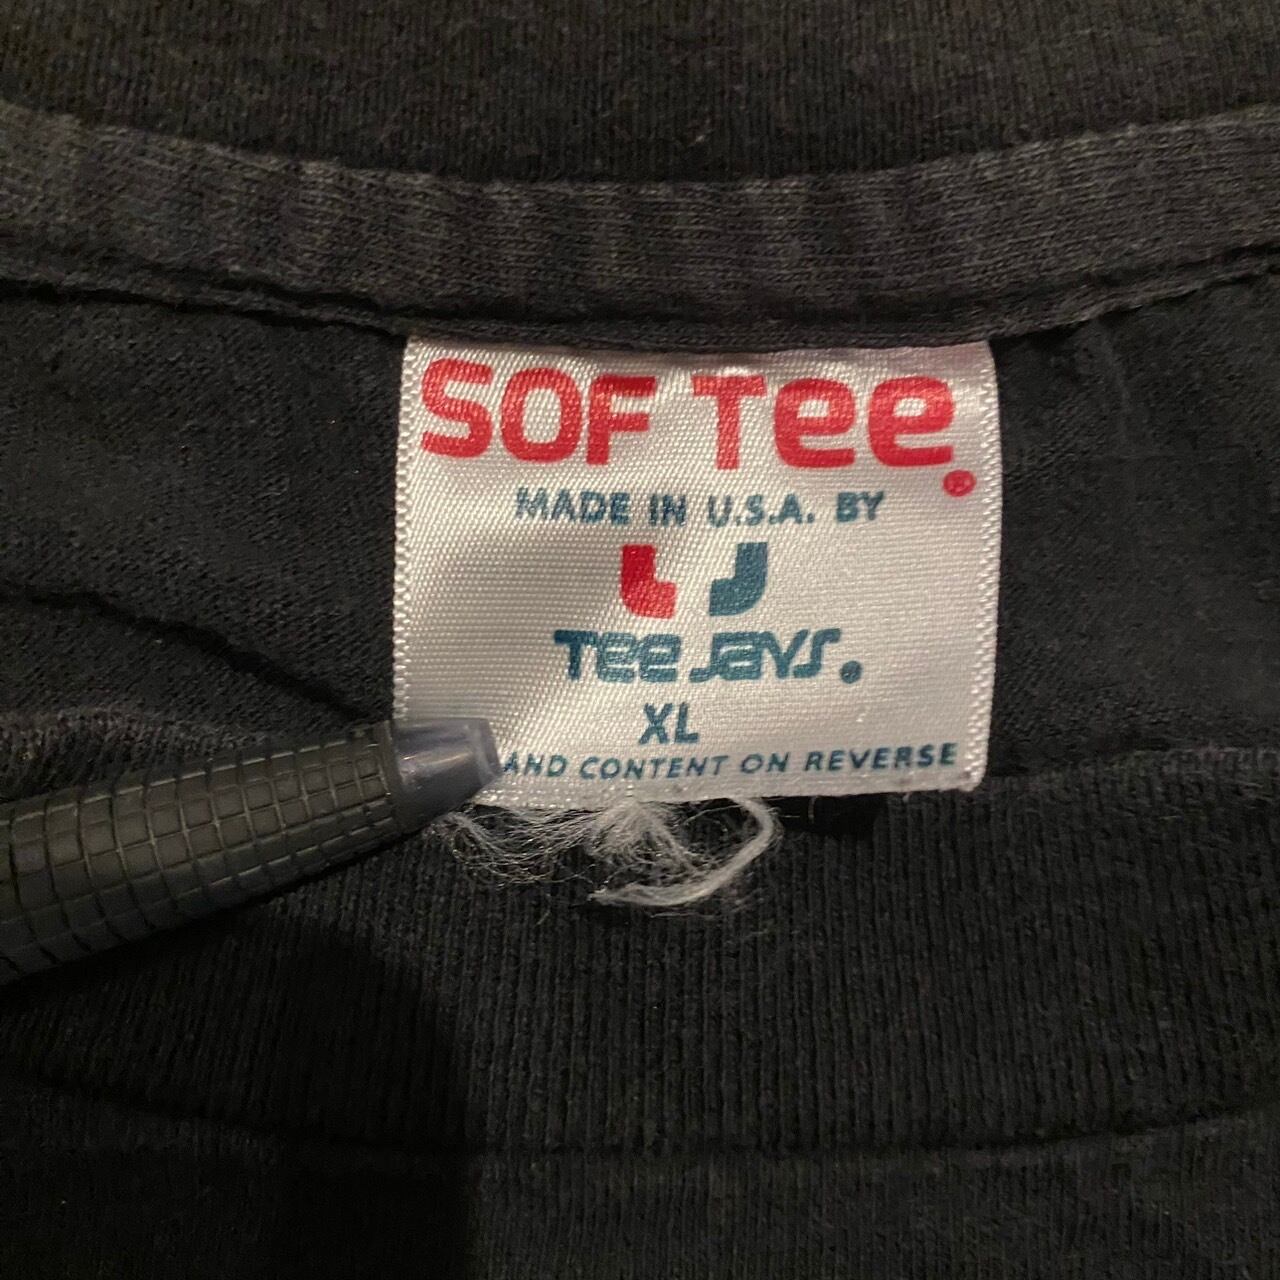 SOF TEE®
MADE IN U.S.A. BY
TEE JAYS.
XL
AND CONTENT ON REVERSE